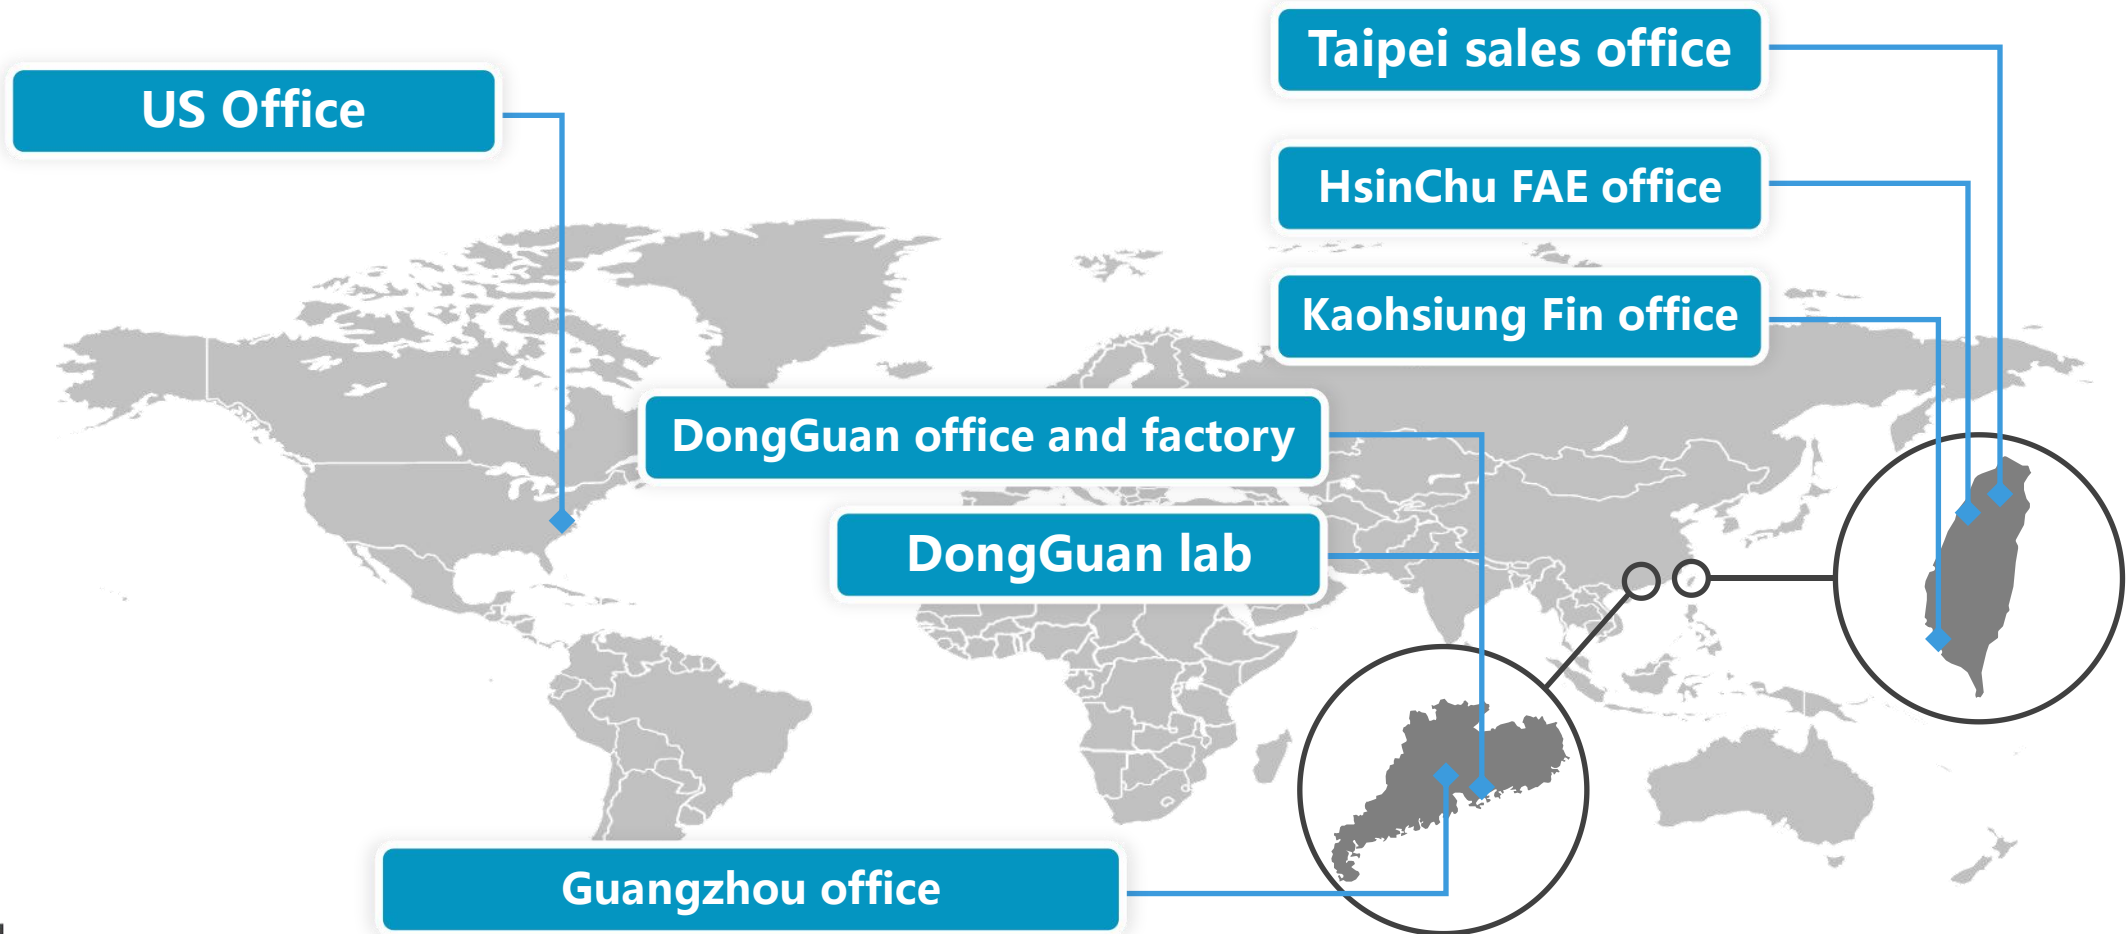 Taipei sales office
US Office
HsinChu FAE office
Kaohsiung Fin office
DongGuan office and factory
DongGuan lab
Guangzhou office